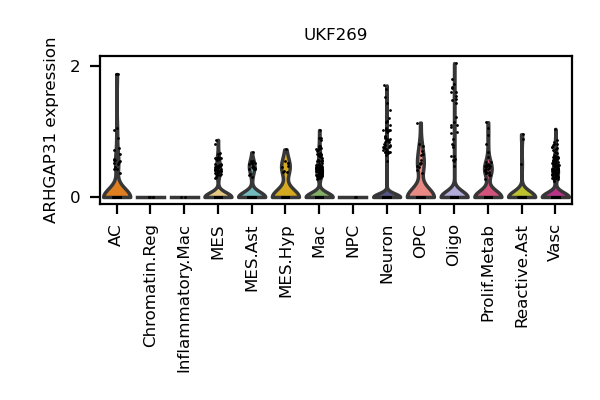 UKF269
ARHGAP31 expression
2
0
AC
Chromatin.Reg
Inflammatory.Mac
MES
MES.Ast
MES.Hyp
Mac
NPC
Neuron
OPC
Oligo
Prolif.Metab
Reactive.Ast
Vasc